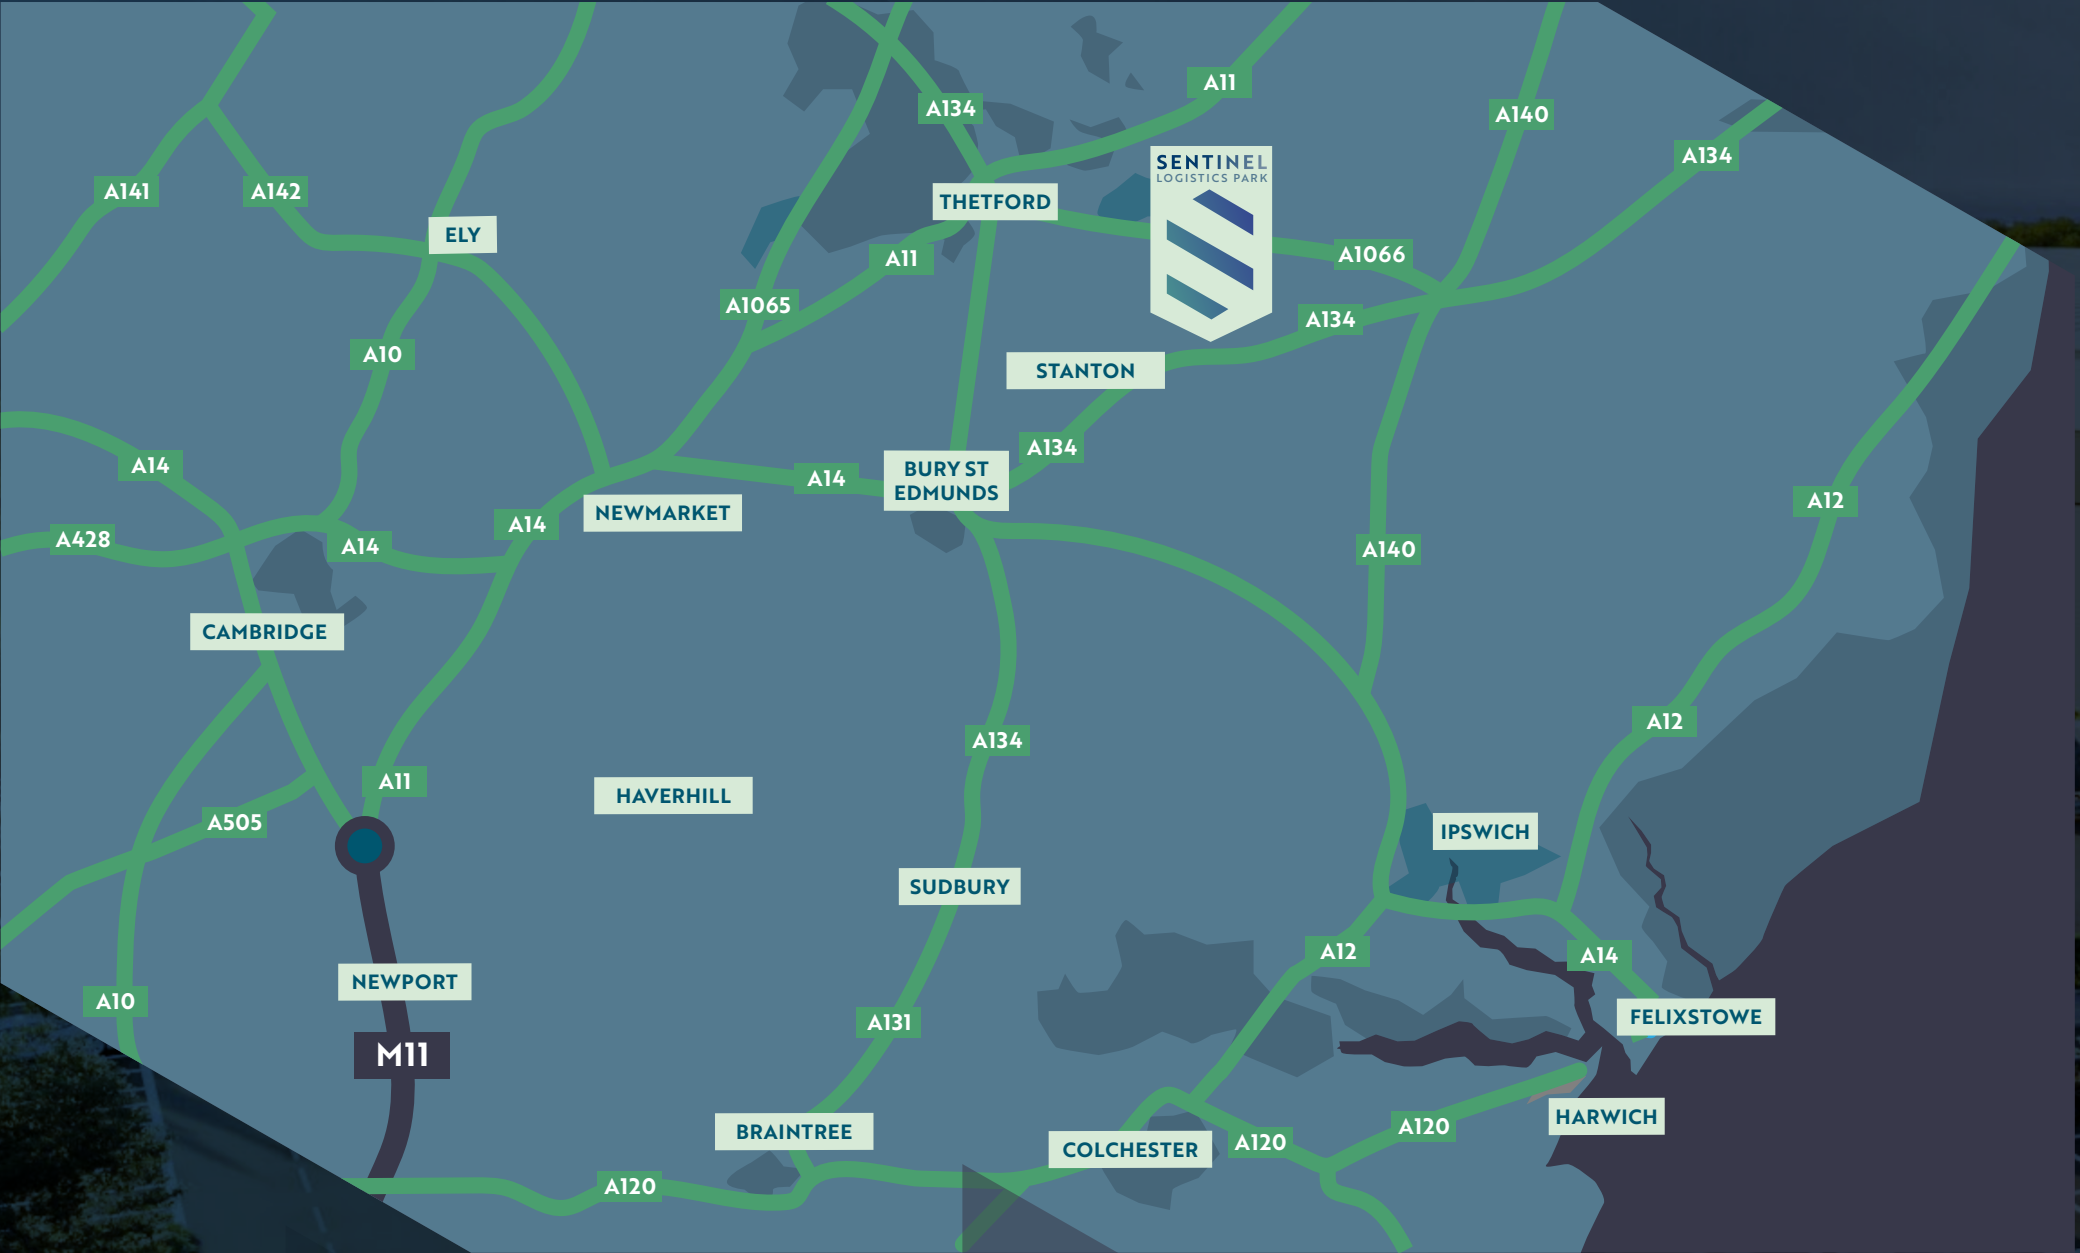 A11
A134
A140
A134
SENTINEL
LOGISTICS PARK
A141
A142
THETFORD
ELY
A11
A1066
A1065
A134
A10
STANTON
A134
A14
BURY ST
EDMUNDS
A14
NEWMARKET
A12
A14
A428
A14
A140
CAMBRIDGE
A12
A134
A11
HAVERHILL
A505
IPSWICH
SUDBURY
A12
A14
NEWPORT
A10
FELIXSTOWE
A131
M11
HARWICH
BRAINTREE
A120
A120
COLCHESTER
A120